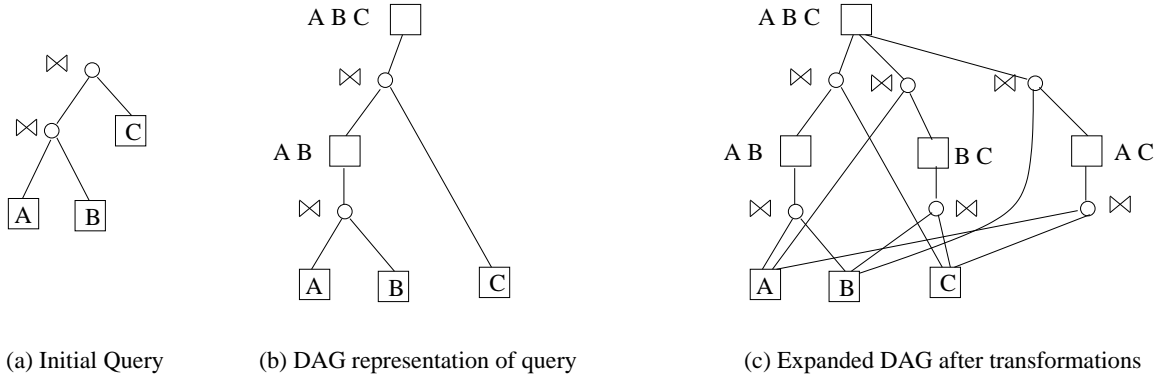 A B C
A B C
⋈
⋈
⋈
⋈
⋈
⋈
C
A B
A B
B C
A C
A
B
⋈
⋈
⋈
⋈
A
B
C
A
B
C
(a) Initial Query
(b) DAG representation of query
(c) Expanded DAG after transformations